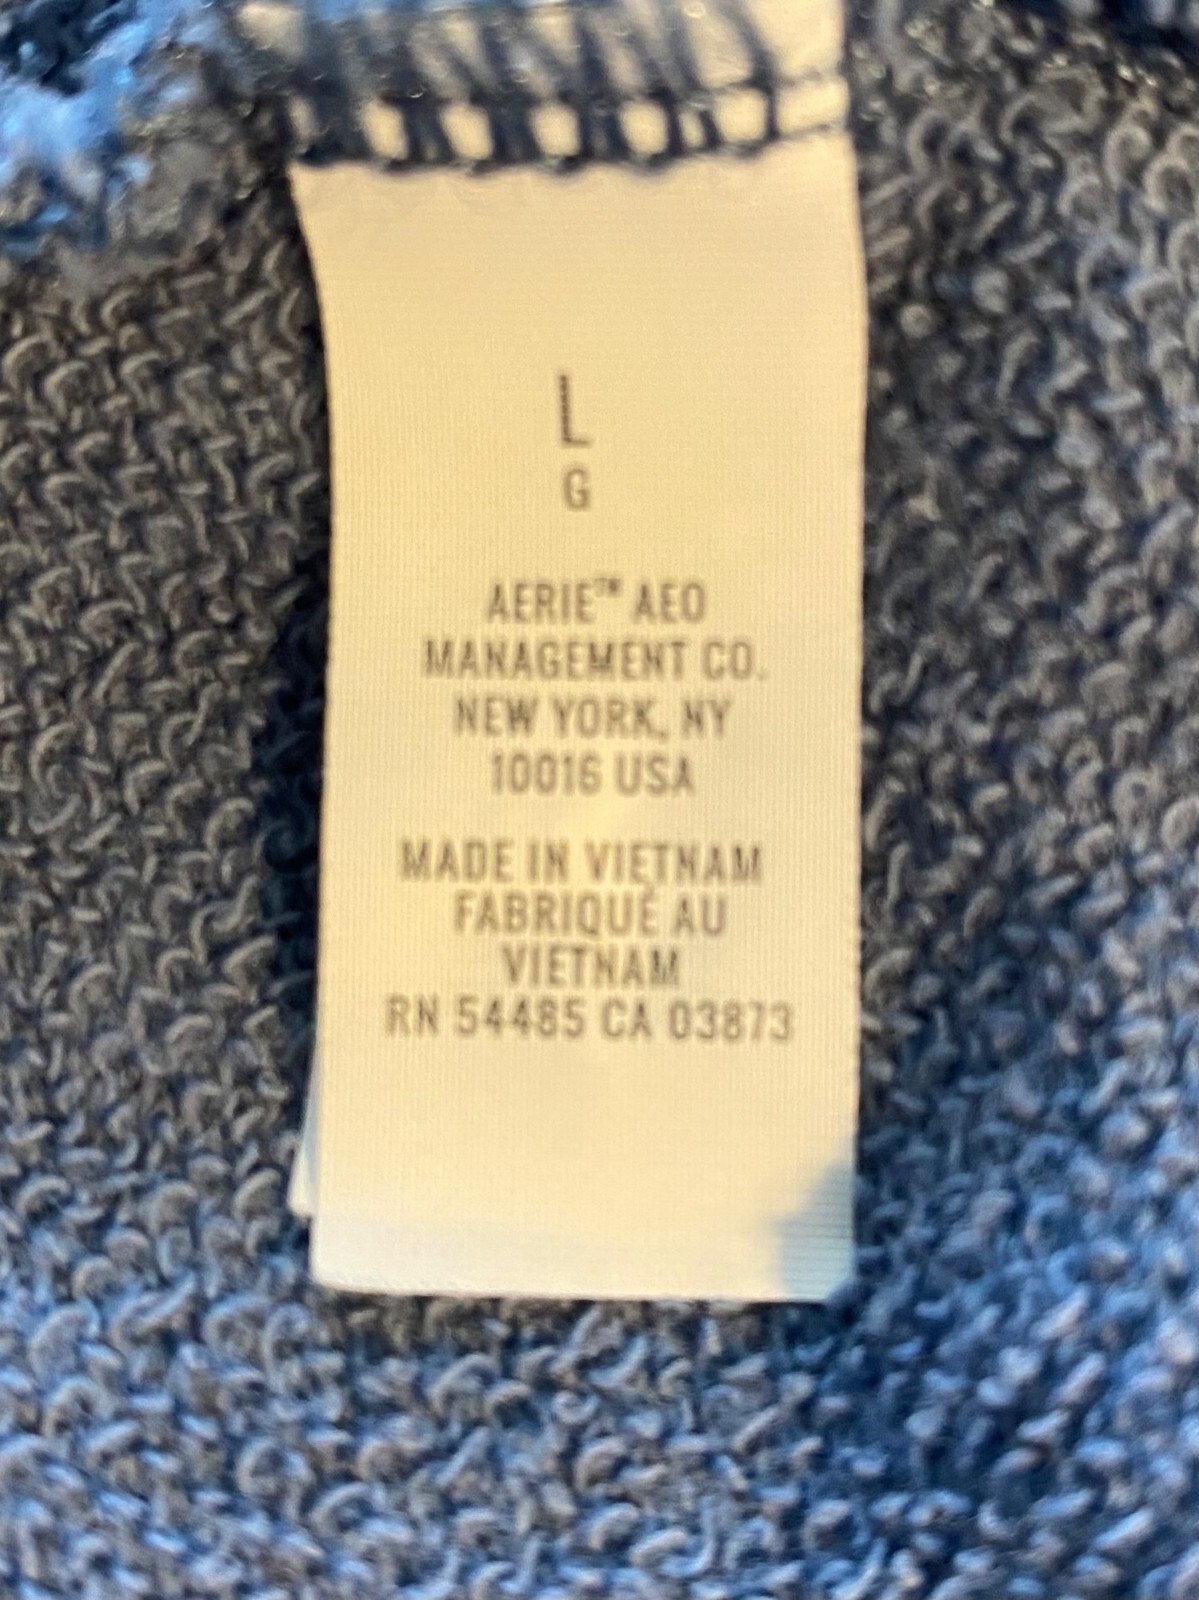 L
G
AERIE™ AEO
MANAGEMENT CO.
NEW YORK, NY
10016 USA
MADE IN VIETNAM
FABRIQUÉ AU
VIETNAM
RN 54485 CA 03873